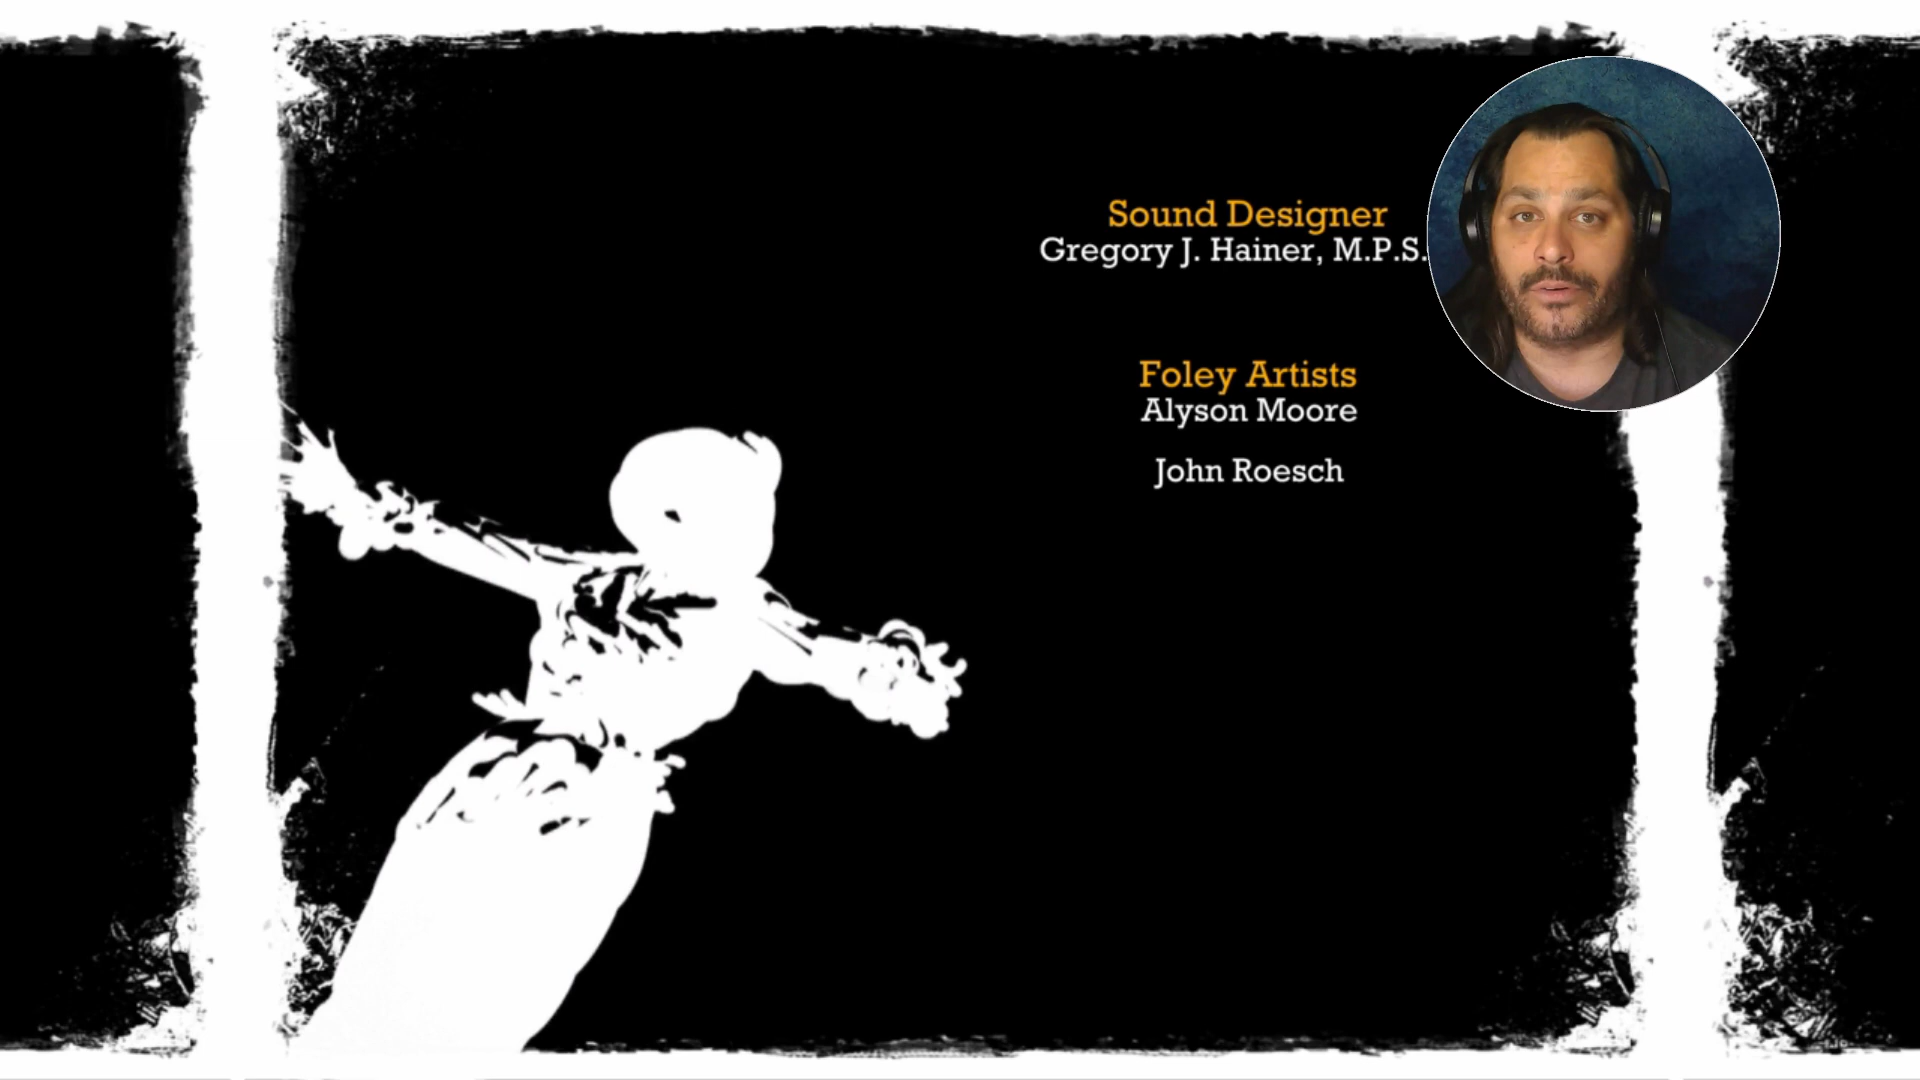 Sound Designer
Gregory J. Hainer, M.P.S.
Foley Artists
Alyson Moore
John Roesch